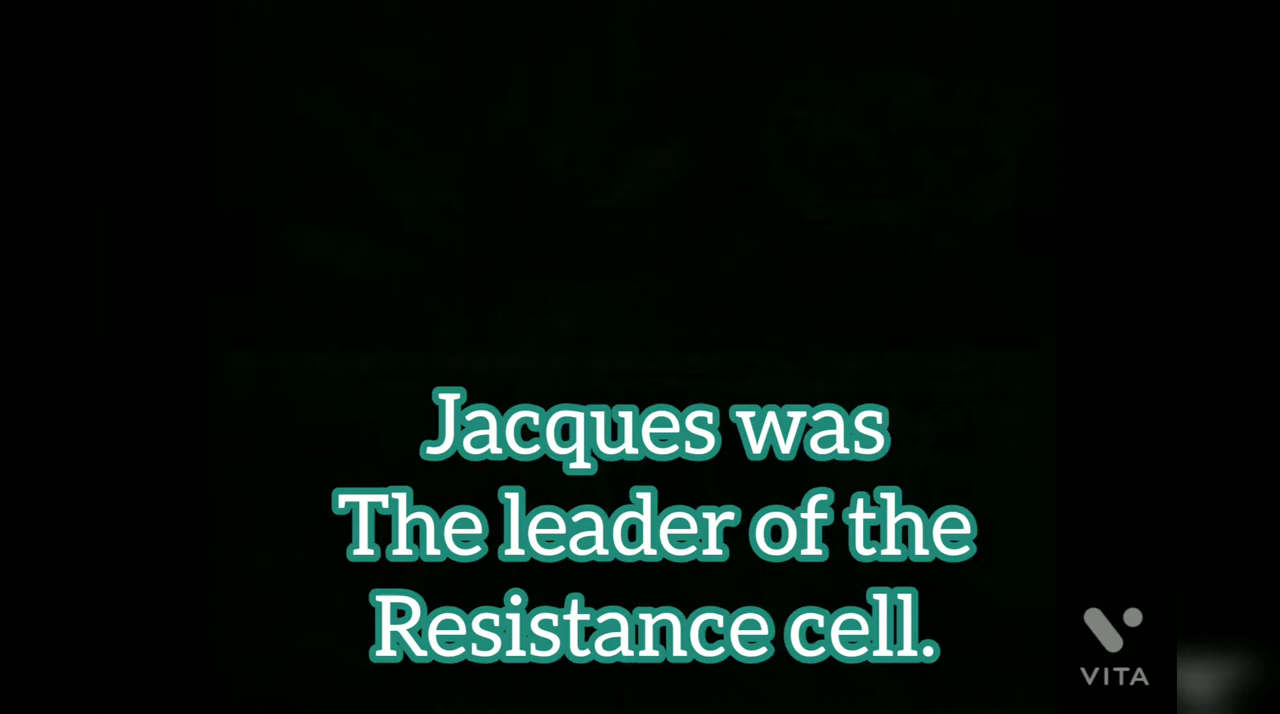 Jacques was
The leader of the
Resistance cell.
VITA